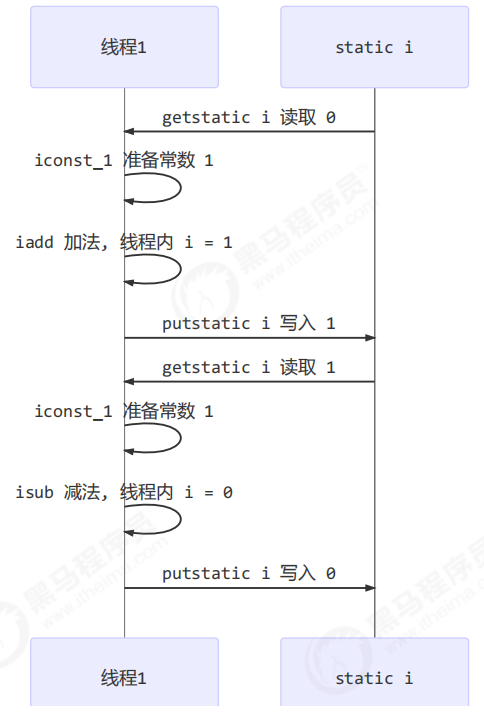 线程1
static i
getstatic i 读取 0
iconst_1 准备常数 1
iadd 加法, 线程内 i = 1
putstatic i 写入 1
getstatic i 读取 1
iconst_1 准备常数 1
isub 减法, 线程内 i = 0
putstatic i 写入 0
线程1
static i
黑马程序员
www.itheima.com
黑马程序员
www.itheima.com
黑马程序员
www.itheima.com